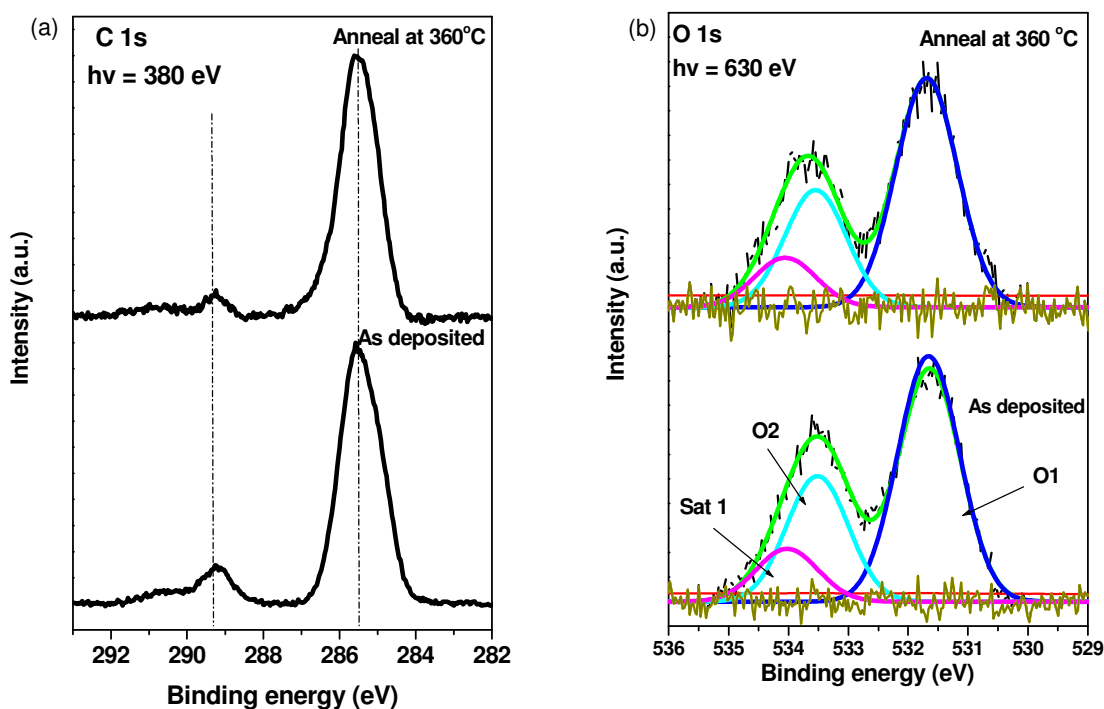 (a)
C 1s
hν = 380 eV
Anneal at 360°C
As deposited
Intensity (a.u.)
292 290 288 286 284 282
Binding energy (eV)
(b)
O 1s
hν = 630 eV
Anneal at 360 °C
As deposited
O2
Sat 1
O1
Intensity (a.u.)
536 535 534 533 532 531 530 529
Binding energy (eV)